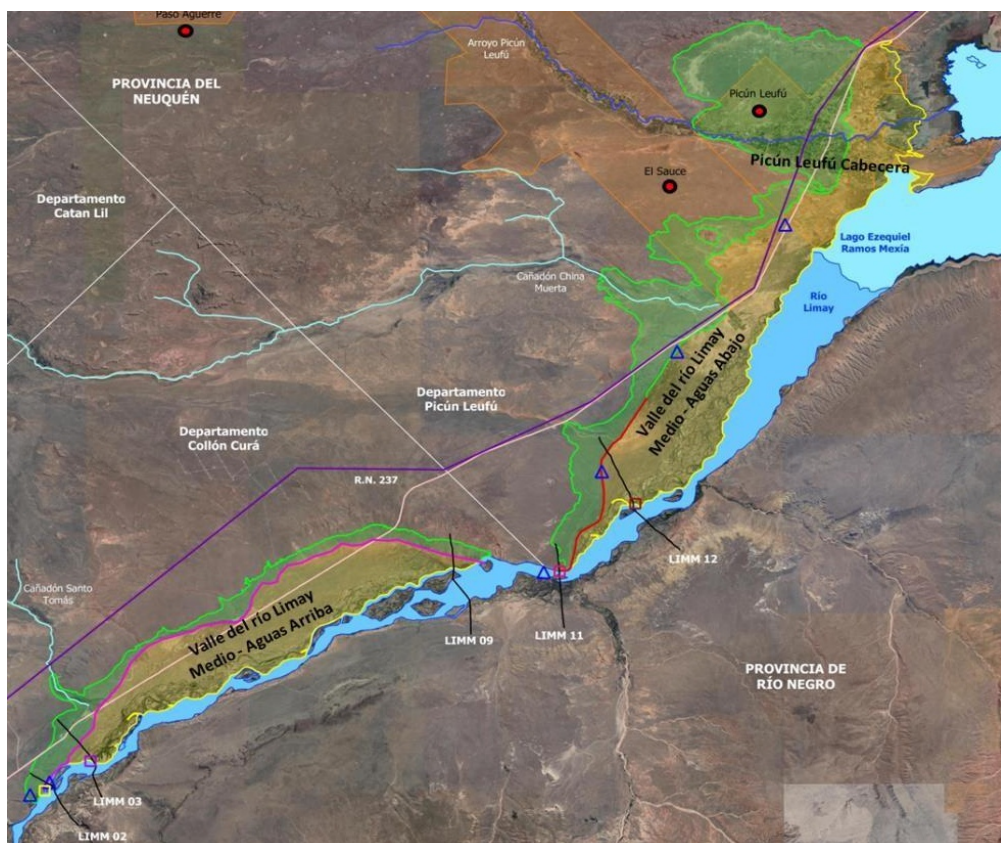 Paso Aguerre
Arroyo Picún
Leufú
PROVINCIA DEL
NEUQUÉN
Picún Leufú
Picún Leufú Cabecera
El Sauce
Departamento
Catan Lil
Lago Ezequiel
Ramos Mexía
Cañadón China
Muerta
Río
Limay
Valle del río Limay
Medio - Aguas Abajo
Departamento
Picún Leufú
Departamento
Collón Curá
R.N. 237
LIMM 12
Cañadón Santo
Tomás
Valle del río Limay
Medio - Aguas Arriba
LIMM 09
LIMM 11
PROVINCIA DE
RÍO NEGRO
LIMM 03
LIMM 02